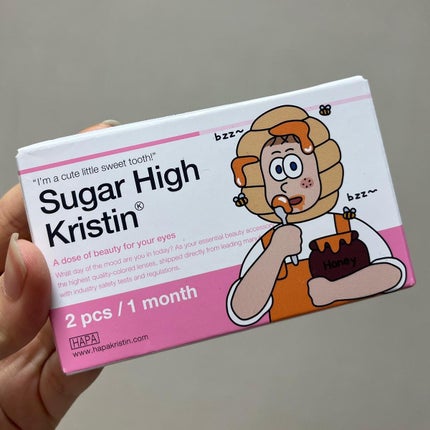 "I'm a cute little sweet tooth!"
Sugar High
Kristin®
A dose of beauty for your eyes
What day of the mood are you in today? As your essential beauty access
the highest quality-colored lenses, shipped directly from leading man
with industry safety tests and regulations.
2 pcs / 1 month
HAPA
www.hapakristin.com
bzz~
bzz~
Honey